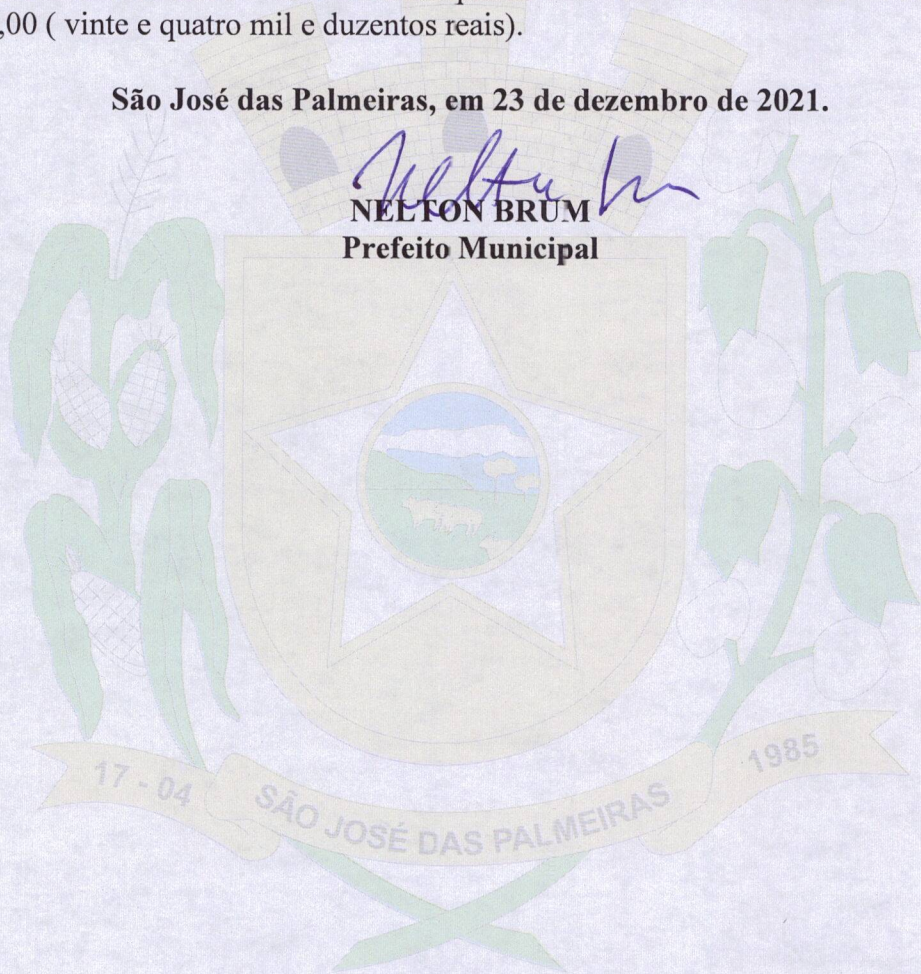 ,00 ( vinte e quatro mil e duzentos reais).
São José das Palmeiras, em 23 de dezembro de 2021.
NELTON BRUM
Prefeito Municipal
17 - 04
SÃO JOSÉ DAS PALMEIRAS
1985